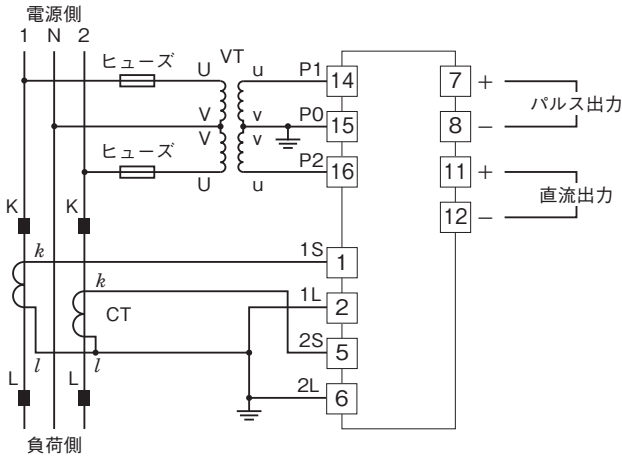 電源側
1 N 2
ヒューズ
VT
U
u
P1
14
7
+
パルス出力
V
v
P0
15
8
−
V
v
ヒューズ
U
u
P2
16
11
+
直流出力
12
−
K
K
k
1S
1
k
1L
2
CT
2S
5
l
l
L
L
2L
6
負荷側